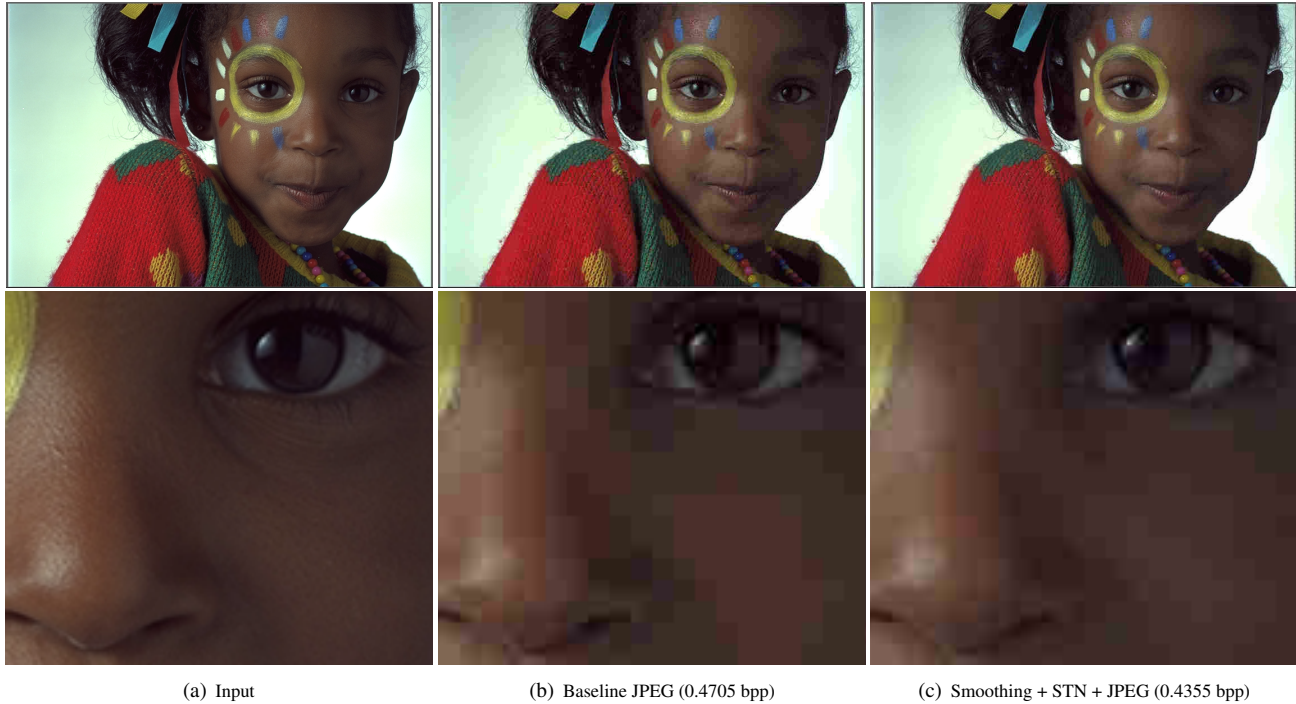 (a) Input
(b) Baseline JPEG (0.4705 bpp)
(c) Smoothing + STN + JPEG (0.4355 bpp)